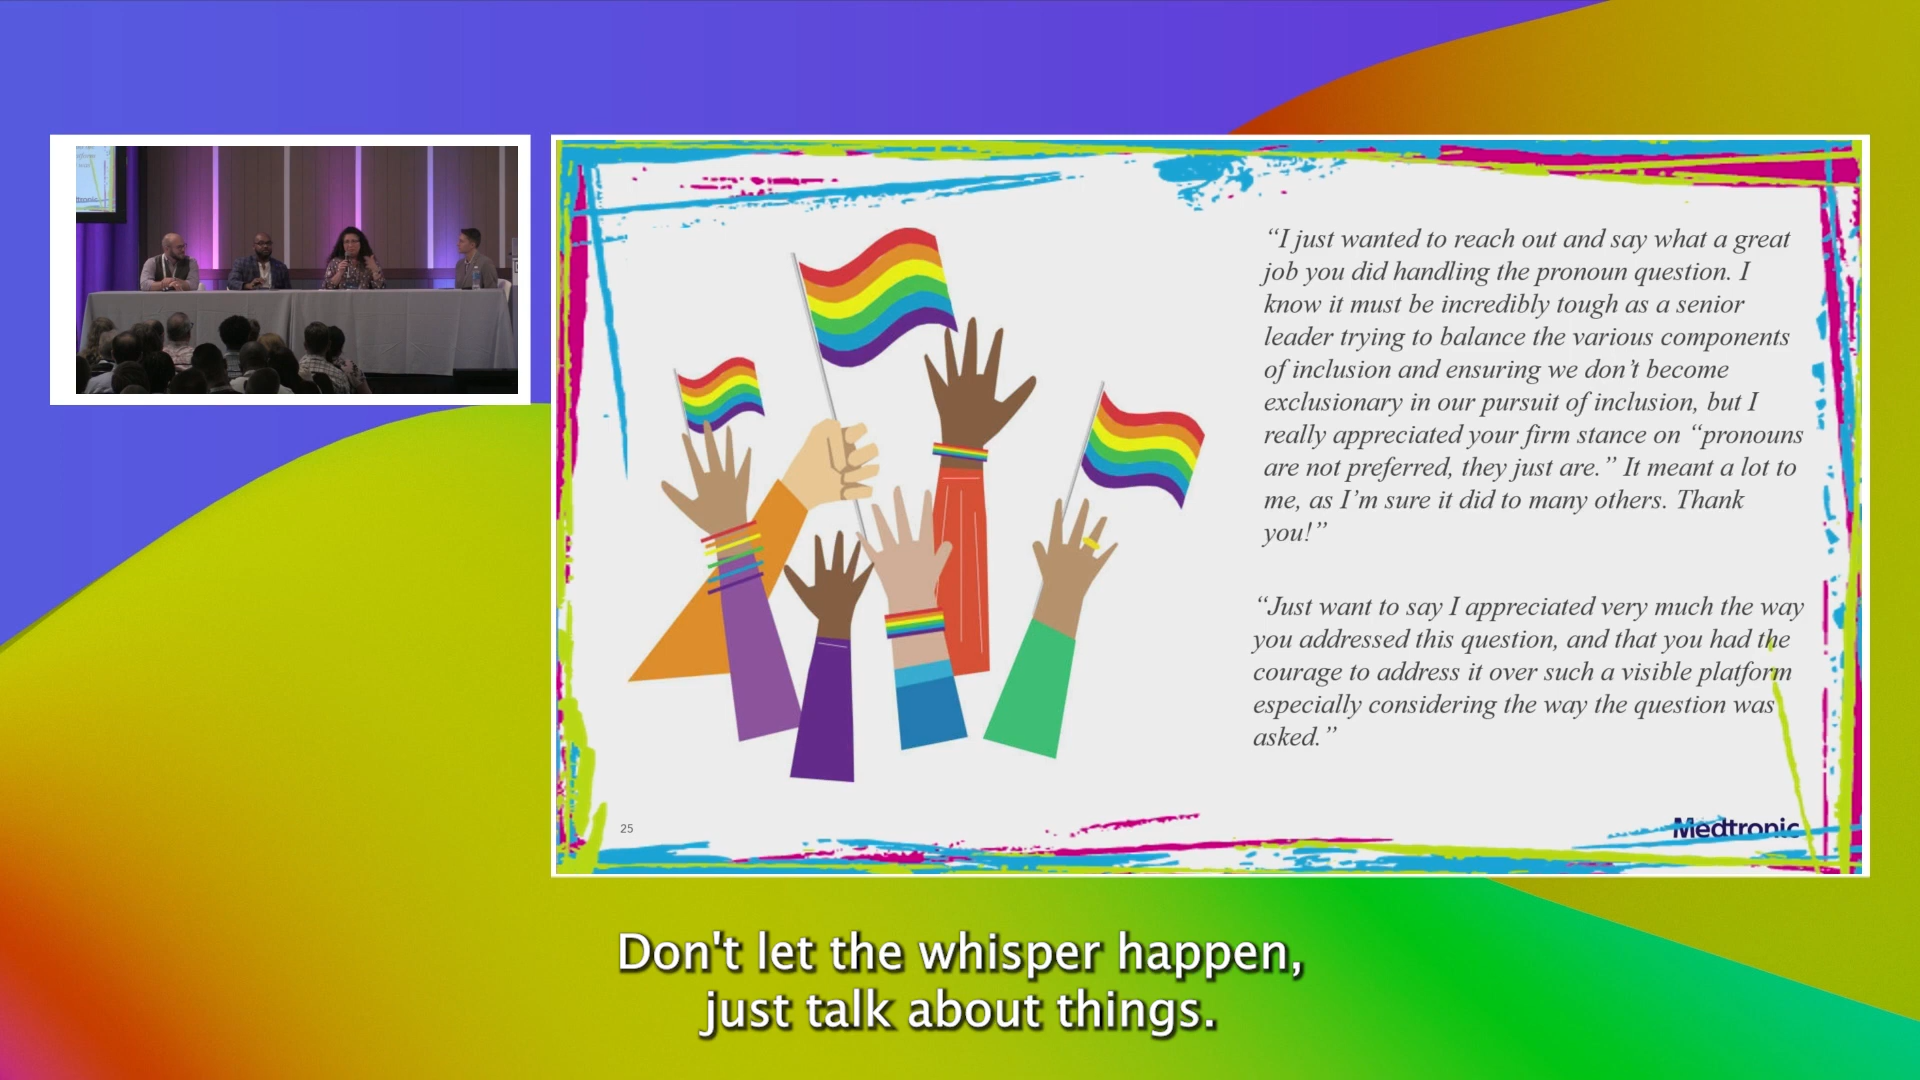 “I just wanted to reach out and say what a great
job you did handling the pronoun question. I
know it must be incredibly tough as a senior
leader trying to balance the various components
of inclusion and ensuring we don’t become
exclusionary in our pursuit of inclusion, but I
really appreciated your firm stance on “pronouns
are not preferred, they just are.” It meant a lot to
me, as I’m sure it did to many others. Thank
you!”
“Just want to say I appreciated very much the way
you addressed this question, and that you had the
courage to address it over such a visible platform
especially considering the way the question was
asked.”
25
Medtronic
Don't let the whisper happen,
just talk about things.